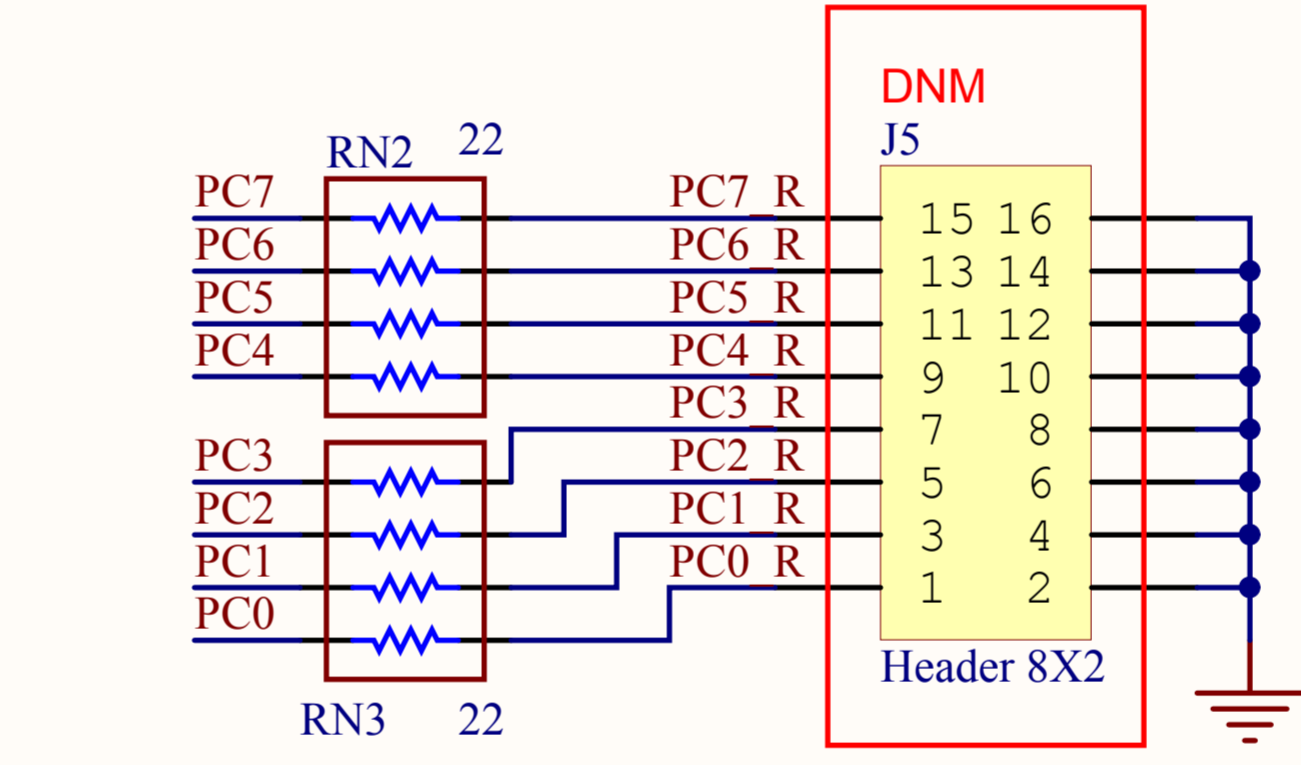 DNM
J5
RN2 22
PC7 PC7_R 15 16
PC6 PC6_R 13 14
PC5 PC5_R 11 12
PC4 PC4_R 9 10
PC3_R 7 8
PC3 PC2_R 5 6
PC2 PC1_R 3 4
PC1 PC0_R 1 2
PC0
Header 8X2
RN3 22